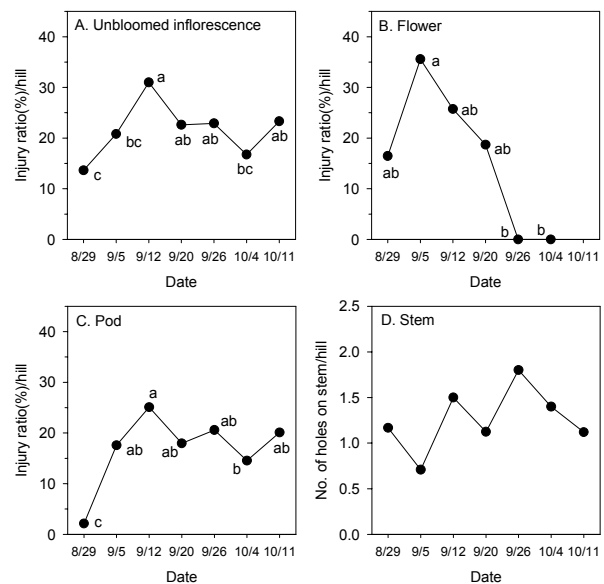 A. Unbloomed inflorescence
Injury ratio(%)/hill
40
30
20
10
0
c
bc
a
ab
ab
bc
ab
8/29 9/5 9/12 9/20 9/26 10/4 10/11
Date
B. Flower
Injury ratio(%)/hill
40
30
20
10
0
ab
a
ab
ab
b
b
8/29 9/5 9/12 9/20 9/26 10/4 10/11
Date
C. Pod
Injury ratio(%)/hill
40
30
20
10
0
c
ab
a
ab
ab
b
ab
8/29 9/5 9/12 9/20 9/26 10/4 10/11
Date
D. Stem
No. of holes on stem/hill
2.5
2.0
1.5
1.0
0.5
0.0
8/29 9/5 9/12 9/20 9/26 10/4 10/11
Date